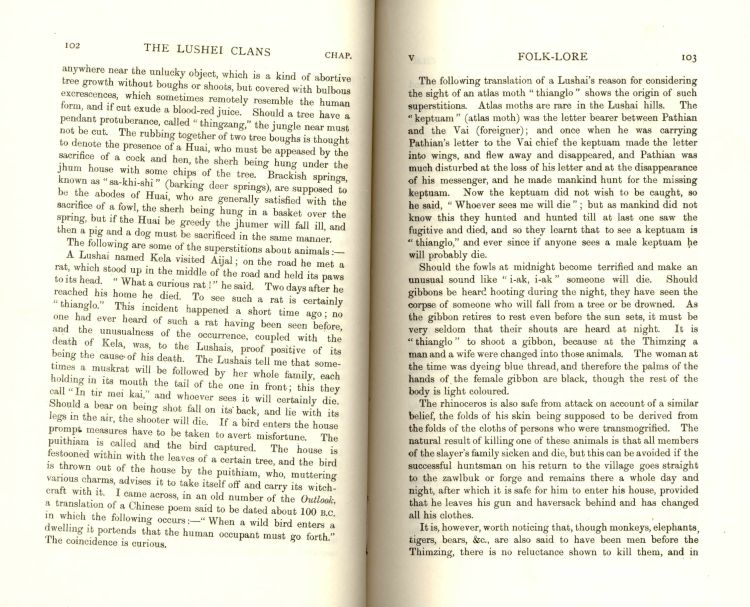 102
THE LUSHEI CLANS
CHAP.
anywhere near the unlucky object, which is a kind of abortive
tree growth without boughs or shoots, but covered with bulbous
excrescences, which sometimes remotely resemble the human
form, and if cut exude a blood-red juice. Should a tree have a
pendant protuberance, called "thingzang," the jungle near must
not be cut. The rubbing together of two tree boughs is thought
to denote the presence of a Huai, who must be appeased by the
sacrifice of a cock and hen, the sherh being hung under the
jhum house with some chips of the tree. Brackish springs,
known as "sa-khi-shi" (barking deer springs), are supposed to
be the abodes of Huai, who are generally satisfied with the
sacrifice of a fowl, the sherh being hung in a basket over the
spring, but if the Huai be greedy the jhumer will fall ill, and
then a pig and a dog must be sacrificed in the same manner.
The following are some of the superstitions about animals:—
A Lushai named Kela visited Aijal; on the road he met a
rat, which stood up in the middle of the road and held its paws
to its head. "What a curious rat!" he said. Two days after he
reached his home he died. To see such a rat is certainly
"thianglo." This incident happened a short time ago; no
one had ever heard of such a rat having been seen before,
and the unusualness of the occurrence, coupled with the
death of Kela, was, to the Lushais, proof positive of its
being the cause of his death. The Lushais tell me that some-
times a muskrat will be followed by her whole family, each
holding in its mouth the tail of the one in front; this they
call "In tir mei kai," and whoever sees it will certainly die.
Should a bear on being shot fall on its back, and lie with its
legs in the air, the shooter will die. If a bird enters the house
prompt measures have to be taken to avert misfortune. The
puithiam is called and the bird captured. The house is
festooned within with the leaves of a certain tree, and the bird
is thrown out of the house by the puithiam, who, muttering
various charms, advises it to take itself off and carry its witch-
craft with it. I came across, in an old number of the Outlook,
a translation of a Chinese poem said to be dated about 100 B.C.
in which the following occurs:—"When a wild bird enters a
dwelling it portends that the human occupant must go forth."
The coincidence is curious.
V
FOLK-LORE
103
The following translation of a Lushai's reason for considering
the sight of an atlas moth "thianglo" shows the origin of such
superstitions. Atlas moths are rare in the Lushai hills. The
"keptuam" (atlas moth) was the letter bearer between Pathian
and the Vai (foreigner); and once when he was carrying
Pathian's letter to the Vai chief the keptuam made the letter
into wings, and flew away and disappeared, and Pathian was
much disturbed at the loss of his letter and at the disappearance
of his messenger, and he made mankind hunt for the missing
keptuam. Now the keptuam did not wish to be caught, so
he said, "Whoever sees me will die"; but as mankind did not
know this they hunted and hunted till at last one saw the
fugitive and died, and so they learnt that to see a keptuam is
"thianglo," and ever since if anyone sees a male keptuam he
will probably die.
Should the fowls at midnight become terrified and make an
unusual sound like "i-ak, i-ak" someone will die. Should
gibbons be heard hooting during the night, they have seen the
corpse of someone who will fall from a tree or be drowned. As
the gibbon retires to rest even before the sun sets, it must be
very seldom that their shouts are heard at night. It is
"thianglo" to shoot a gibbon, because at the Thimzing a
man and a wife were changed into those animals. The woman at
the time was dyeing blue thread, and therefore the palms of the
hands of the female gibbon are black, though the rest of the
body is light coloured.
The rhinoceros is also safe from attack on account of a similar
belief, the folds of his skin being supposed to be derived from
the folds of the cloths of persons who were transmogrified. The
natural result of killing one of these animals is that all members
of the slayer's family sicken and die, but this can be avoided if the
successful huntsman on his return to the village goes straight
to the zawlbuk or forge and remains there a whole day and
night, after which it is safe for him to enter his house, provided
that he leaves his gun and haversack behind and has changed
all his clothes.
It is, however, worth noticing that, though monkeys, elephants,
tigers, bears, &c., are also said to have been men before the
Thimzing, there is no reluctance shown to kill them, and in